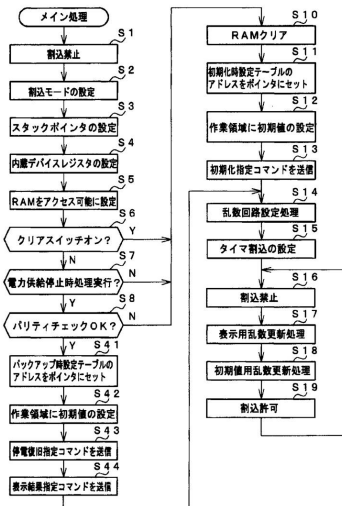 メイン処理
S1
割込禁止
S2
割込モードの設定
S3
スタックポインタの設定
S4
内蔵デバイスレジスタの設定
S5
RAMをアクセス可能に設定
S6
クリアスイッチオン?
Y
N
S7
電力供給停止時処理実行?
N
Y
S8
パリティチェックOK?
N
Y
S41
バックアップ時設定テーブルの
アドレスをポインタにセット
S42
作業領域に初期値の設定
S43
停電復旧指定コマンドを送信
S44
表示結果指定コマンドを送信
S10
RAMクリア
S11
初期化時設定テーブルの
アドレスをポインタにセット
S12
作業領域に初期値の設定
S13
初期化指定コマンドを送信
S14
乱数回路設定処理
S15
タイマ割込の設定
S16
割込禁止
S17
表示用乱数更新処理
S18
初期値用乱数更新処理
S19
割込許可